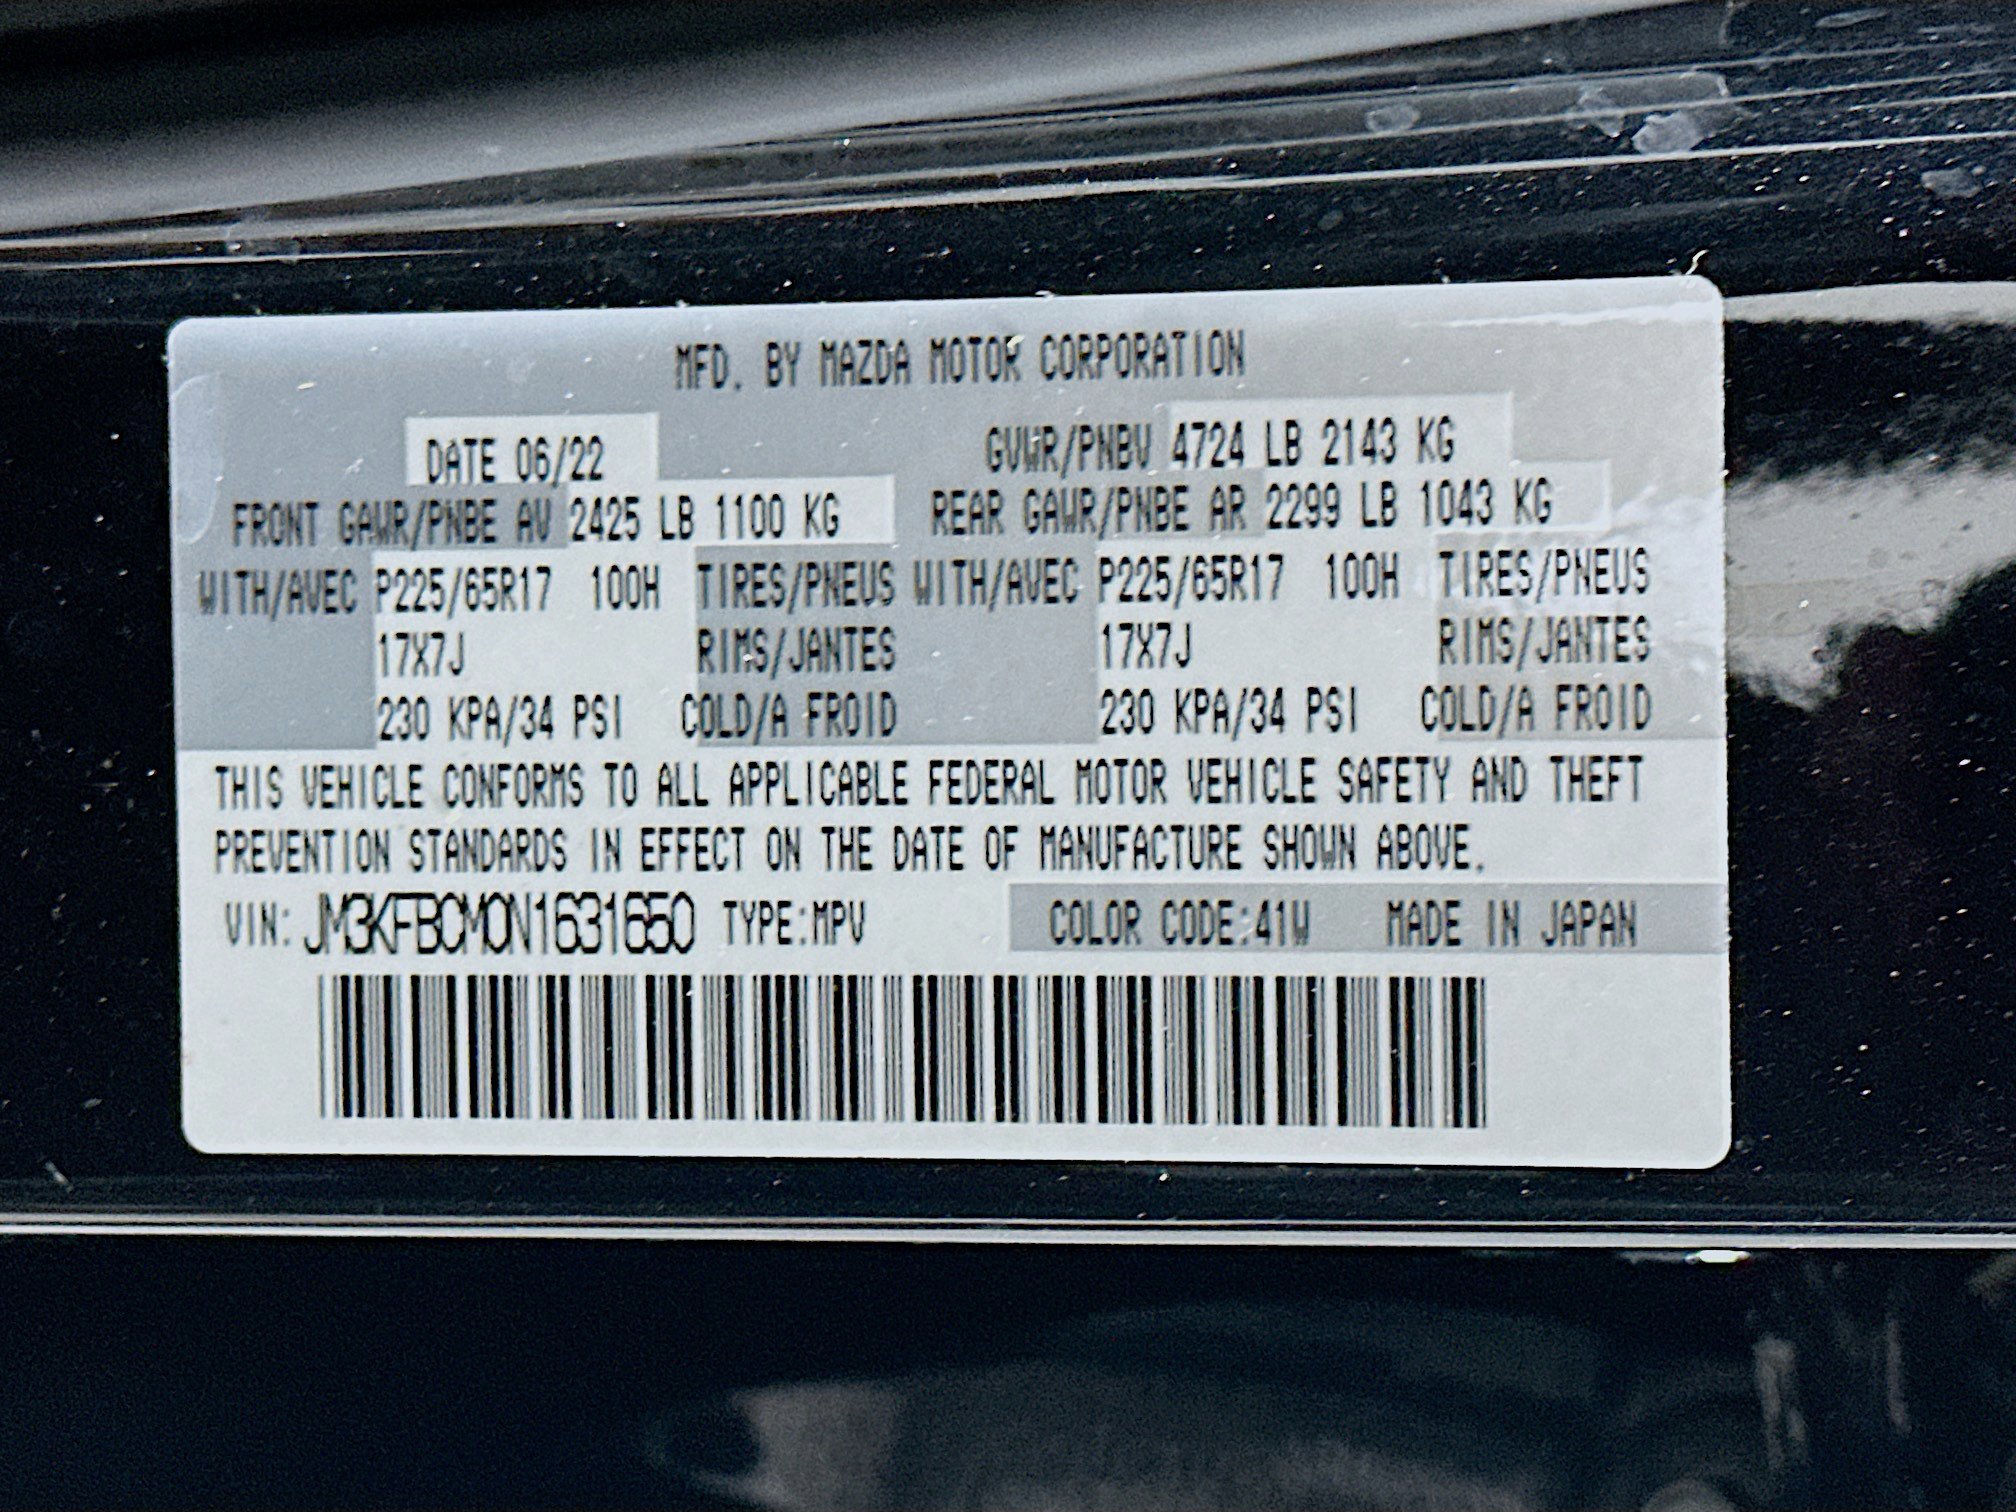 MFD. BY MAZDA MOTOR CORPORATION
DATE 06/22 GVWR/PNBV 4724 LB 2143 KG
FRONT GAWR/PNBE AV 2425 LB 1100 KG REAR GAWR/PNBE AR 2299 LB 1043 KG
WITH/AVEC P225/65R17 100H TIRES/PNEUS WITH/AVEC P225/65R17 100H TIRES/PNEUS
17X7J RIMS/JANTES 17X7J RIMS/JANTES
230 KPA/34 PSI COLD/A FROID 230 KPA/34 PSI COLD/A FROID
THIS VEHICLE CONFORMS TO ALL APPLICABLE FEDERAL MOTOR VEHICLE SAFETY AND THEFT
PREVENTION STANDARDS IN EFFECT ON THE DATE OF MANUFACTURE SHOWN ABOVE.
VIN: JM3KFBCM0N1631650 TYPE:MPV COLOR CODE:41W MADE IN JAPAN